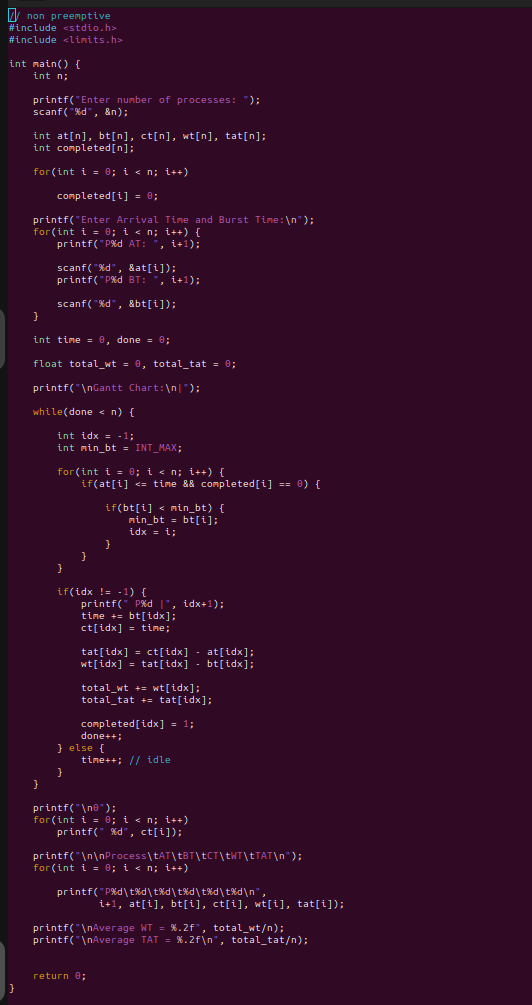 // non preemptive
#include <stdio.h>
#include <limits.h>
int main() {
int n;
printf("Enter number of processes: ");
scanf("%d", &n);
int at[n], bt[n], ct[n], wt[n], tat[n];
int completed[n];
for(int i = 0; i < n; i++)
completed[i] = 0;
printf("Enter Arrival Time and Burst Time:\n");
for(int i = 0; i < n; i++) {
printf("P%d AT: ", i+1);
scanf("%d", &at[i]);
printf("P%d BT: ", i+1);
scanf("%d", &bt[i]);
}
int time = 0, done = 0;
float total_wt = 0, total_tat = 0;
printf("\nGantt Chart:\n|");
while(done < n) {
int idx = -1;
int min_bt = INT_MAX;
for(int i = 0; i < n; i++) {
if(at[i] <= time && completed[i] == 0) {
if(bt[i] < min_bt) {
min_bt = bt[i];
idx = i;
}
}
}
if(idx != -1) {
printf(" P%d |", idx+1);
time += bt[idx];
ct[idx] = time;
tat[idx] = ct[idx] - at[idx];
wt[idx] = tat[idx] - bt[idx];
total_wt += wt[idx];
total_tat += tat[idx];
completed[idx] = 1;
done++;
} else {
time++; // idle
}
}
printf("\n0");
for(int i = 0; i < n; i++)
printf(" %d", ct[i]);
printf("\n\nProcess\tAT\tBT\tCT\tWT\tTAT\n");
for(int i = 0; i < n; i++)
printf("P%d\t%d\t%d\t%d\t%d\t%d\n",
i+1, at[i], bt[i], ct[i], wt[i], tat[i]);
printf("\nAverage WT = %.2f", total_wt/n);
printf("\nAverage TAT = %.2f\n", total_tat/n);
return 0;
}